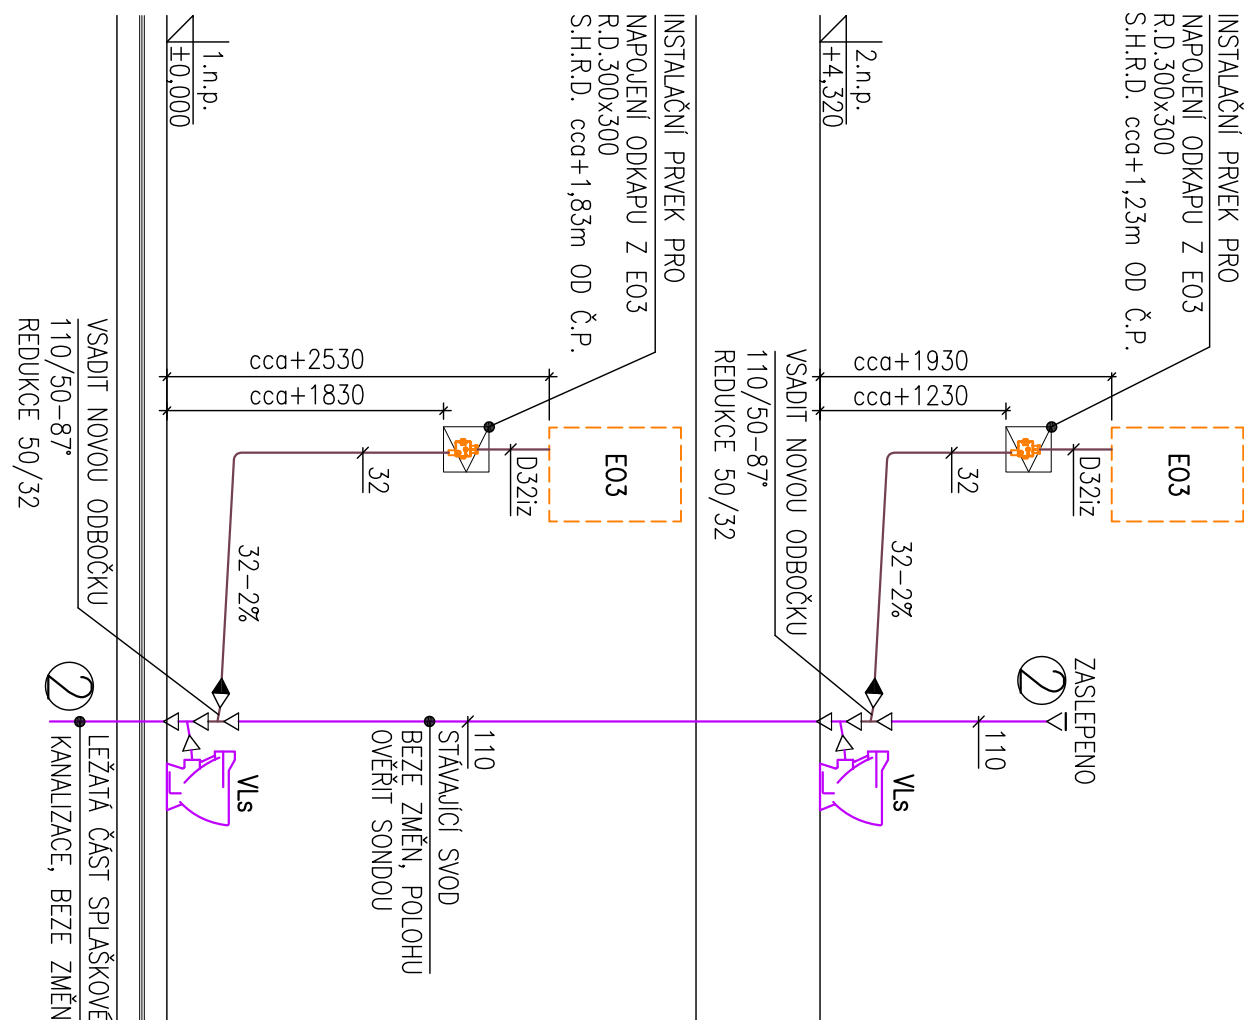 INSTALAČNÍ PRVEK PRO
NAPOJENÍ ODKAPU Z E03
R.D.300x300
S.H.R.D. cca+1,23m OD Č.P.
2.n.p.
+4,320
cca+1930
cca+1230
E03
D32iz
32
32-2%
VSADIT NOVOU ODBOČKU
110/50-87°
REDUKCE 50/32
ZASLEPENO
2
110
VLs
INSTALAČNÍ PRVEK PRO
NAPOJENÍ ODKAPU Z E03
R.D.300x300
S.H.R.D. cca+1,83m OD Č.P.
1.n.p.
±0,000
cca+2530
cca+1830
E03
D32iz
32
32-2%
VSADIT NOVOU ODBOČKU
110/50-87°
REDUKCE 50/32
110
STÁVAJÍCÍ SVOD
BEZE ZMĚN, POLOHU
OVĚŘIT SONDOU
VLs
2
LEŽATÁ ČÁST SPLAŠKOVÉ
KANALIZACE, BEZE ZMĚN